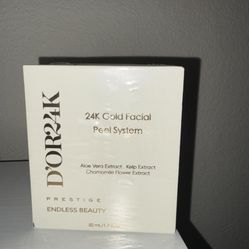 D'OR24K
PRESTIGE
ENDLESS BEAUTY
24K Gold Facial
Peel System
Aloe Vera Extract . Kelp Extract
Chamomile Flower Extract